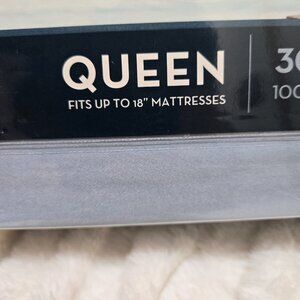 QUEEN
FITS UP TO 18" MATTRESSES